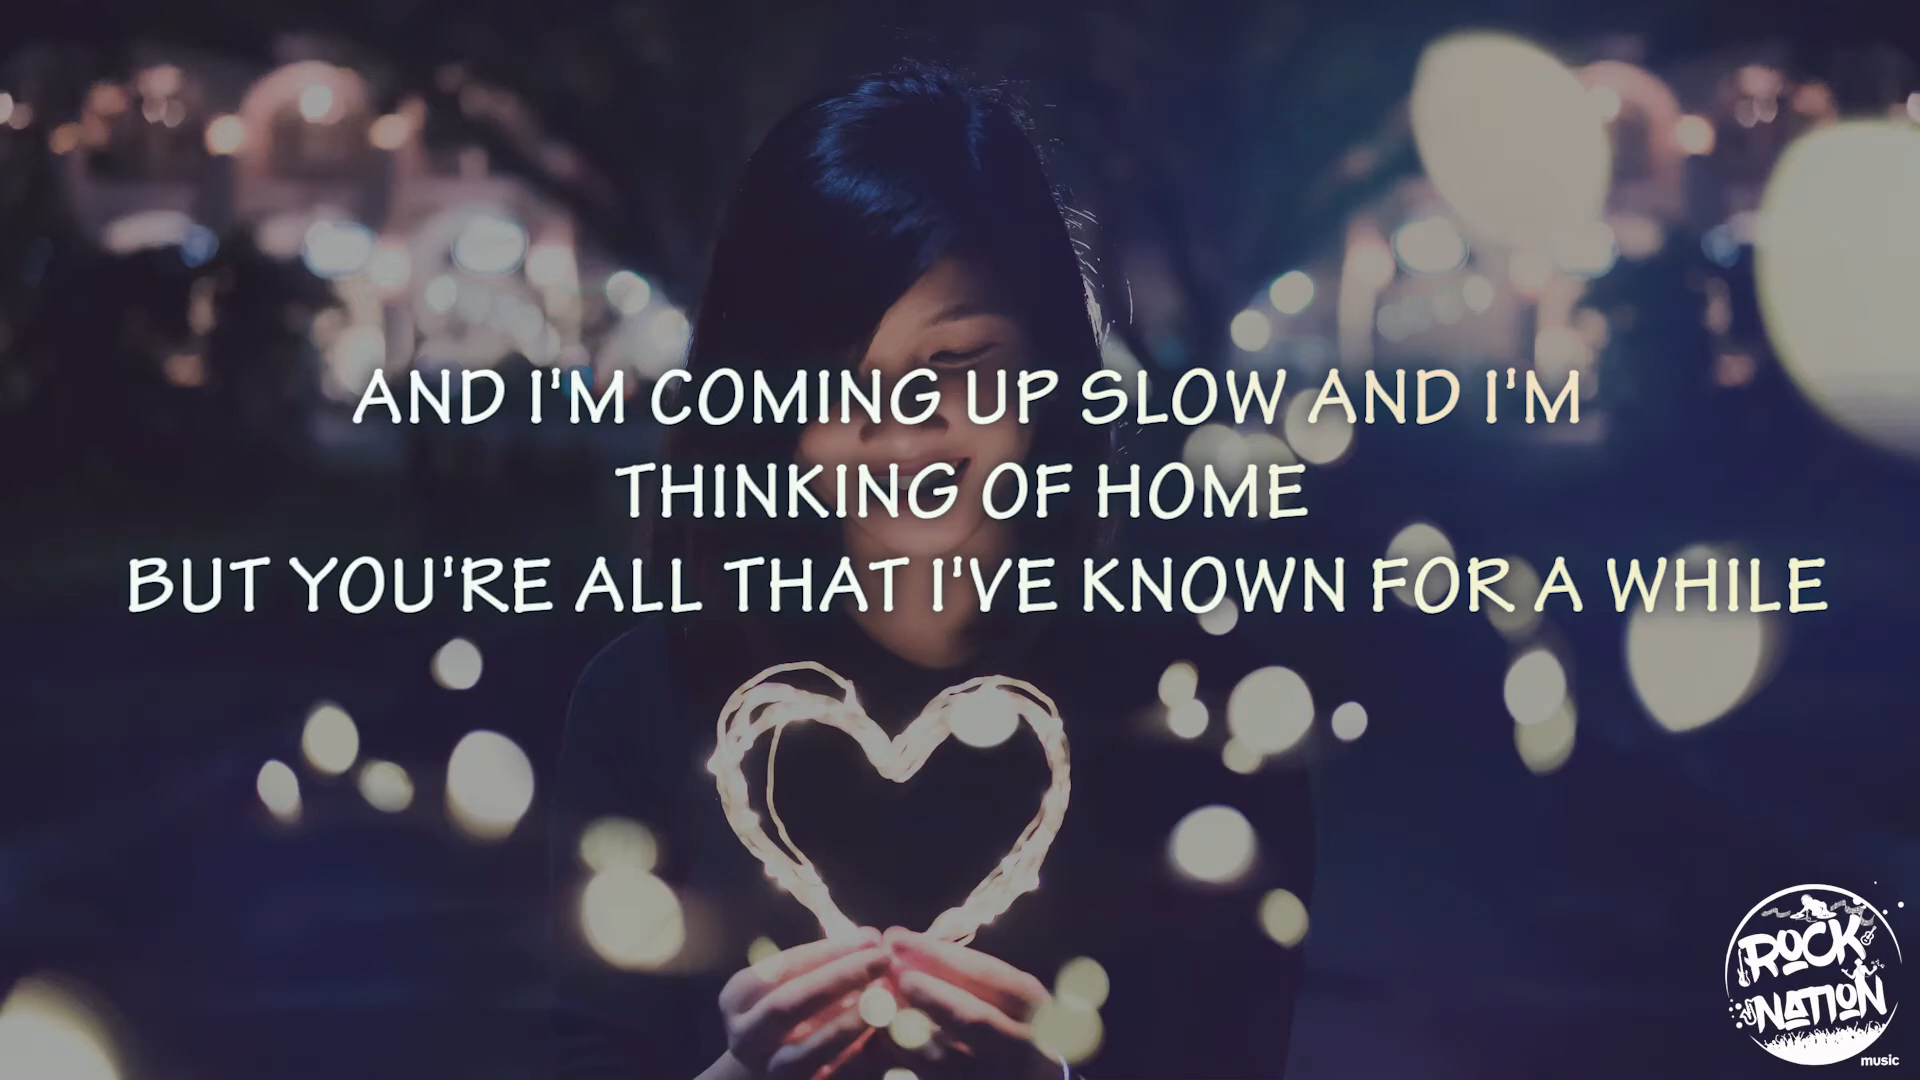 AND I'M COMING UP SLOW AND I'M
THINKING OF HOME
BUT YOU'RE ALL THAT I'VE KNOWN FOR A WHILE
ROCK
NATION
music